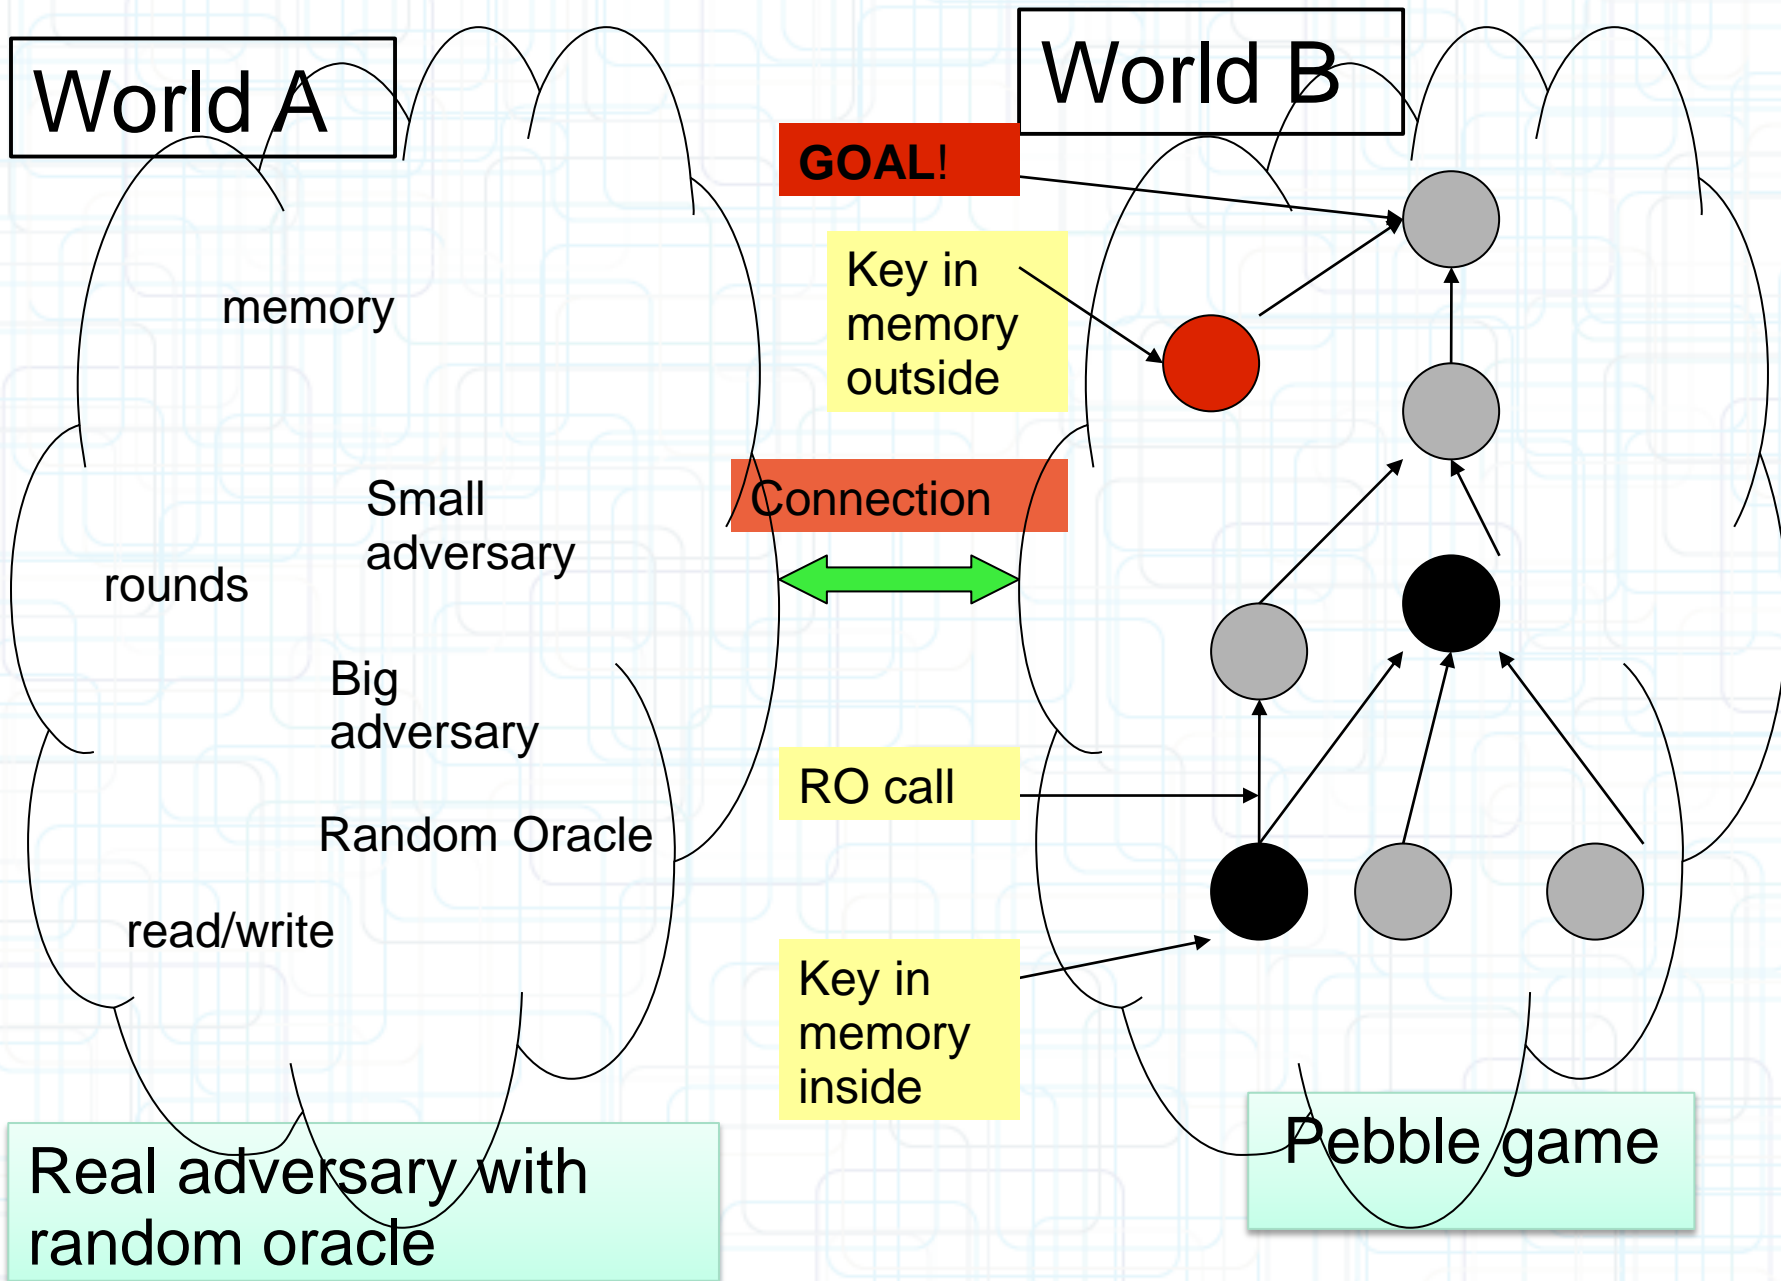 World A
memory
Small
adversary
rounds
Big
adversary
Random Oracle
read/write
Real adversary with
random oracle
GOAL!
Key in
memory
outside
Connection
RO call
Key in
memory
inside
World B
Pebble game